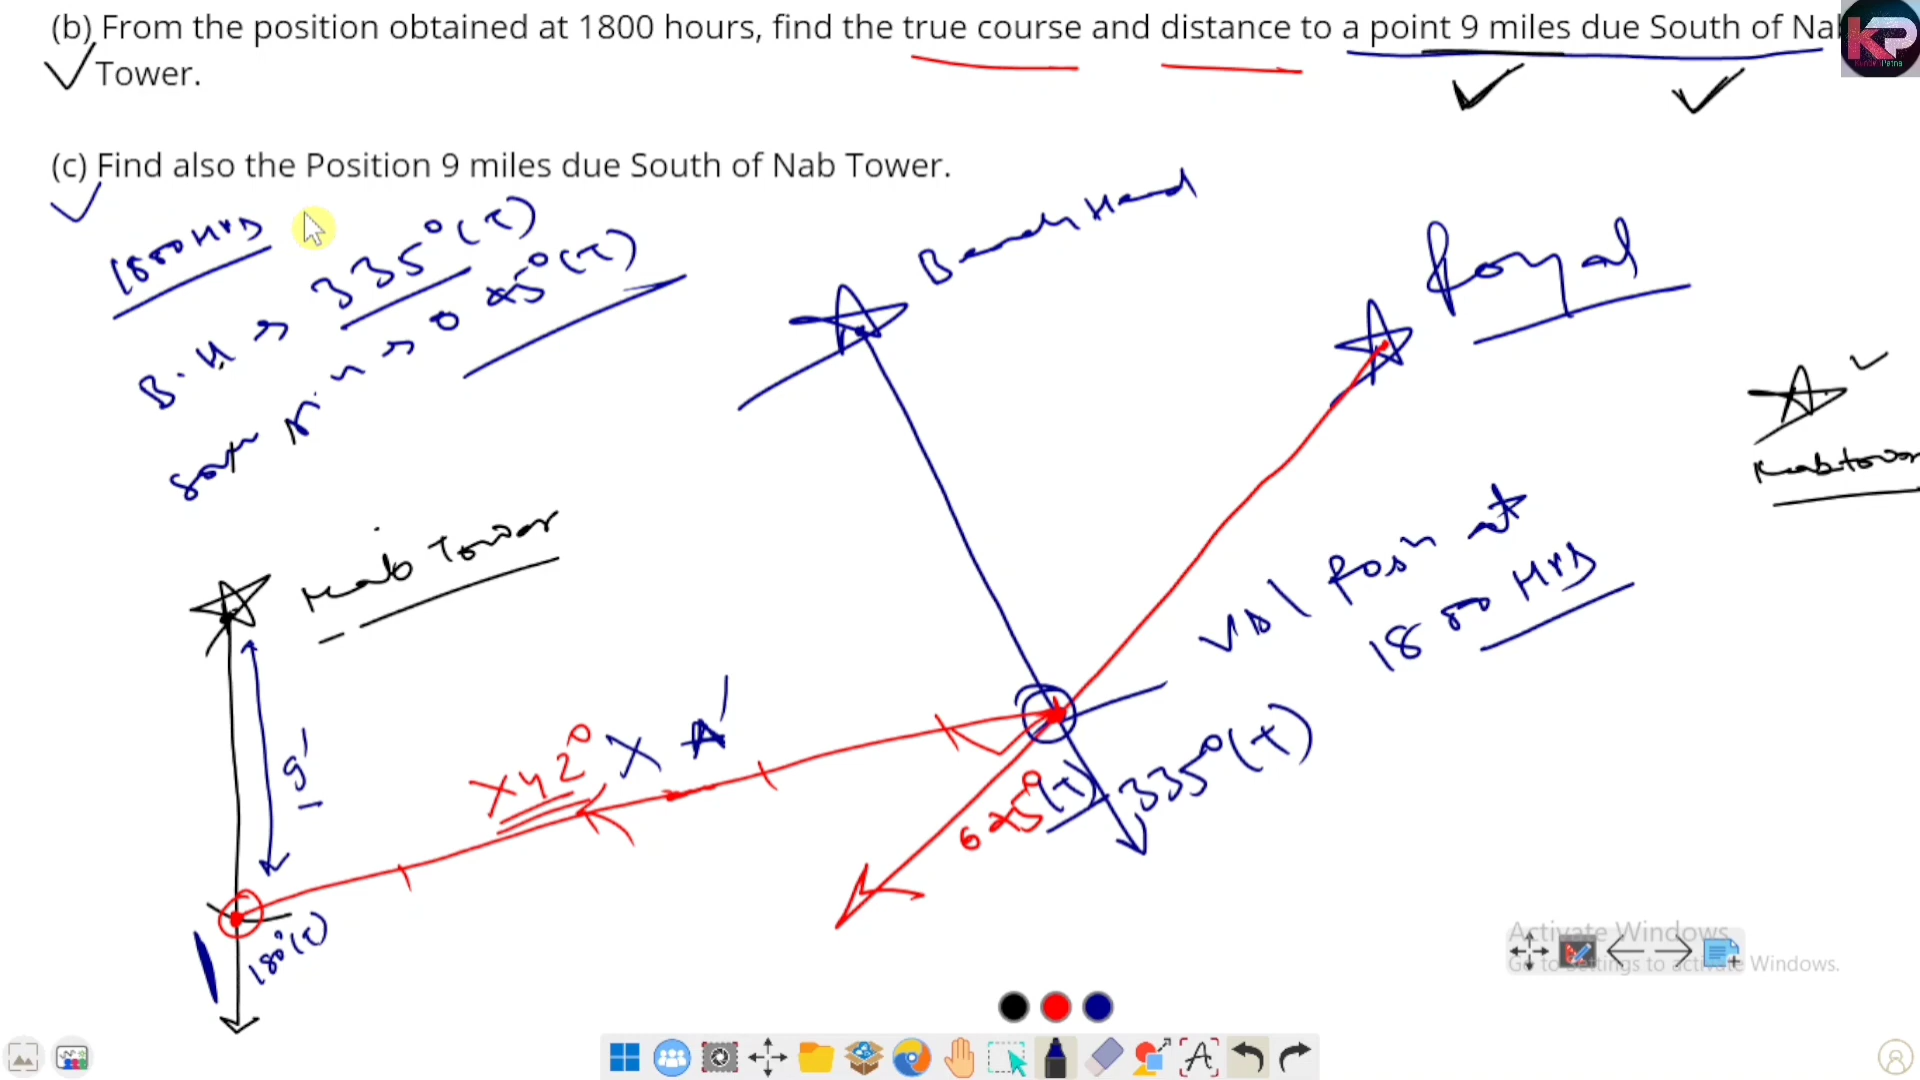 (b) From the position obtained at 1800 hours, find the true course and distance to a point 9 miles due South of Nab
Tower.
(c) Find also the Position 9 miles due South of Nab Tower.
KP
1800 Hrs
B.H → 335°(T)
→ 025°(T)
Royal
Nab Tower
Nab Tower
9'
posn at
1800 Hrs
335°(T)
025°(T)
180°(T)
Activate Windows
Go to Settings to activate Windows.